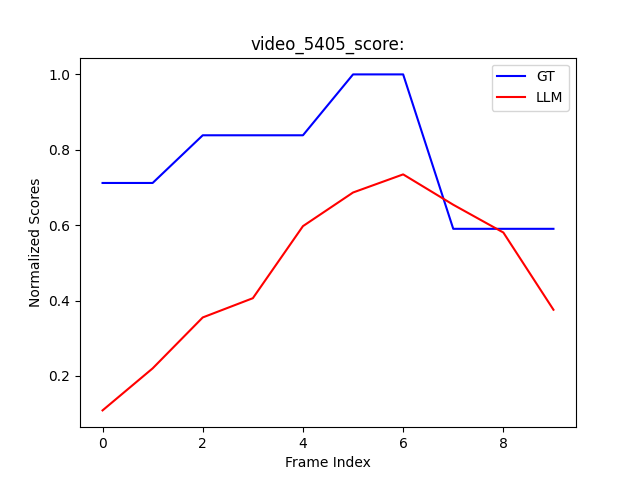 video_5405_score:
GT
LLM
Normalized Scores
1.0
0.8
0.6
0.4
0.2
0 2 4 6 8
Frame Index